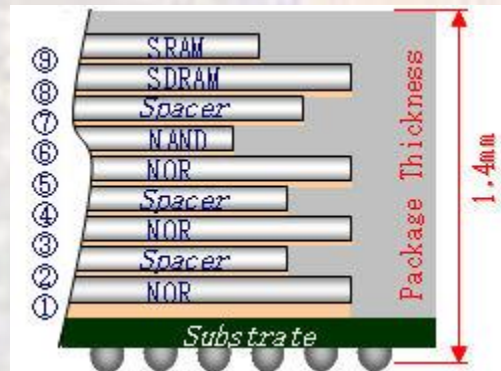 ⑨ SRAM
⑧ SDRAM
⑦ Spacer
⑥ NAND
⑤ NOR
④ Spacer
③ NOR
② Spacer
① NOR
Substrate
Package Thickness
1.4mm